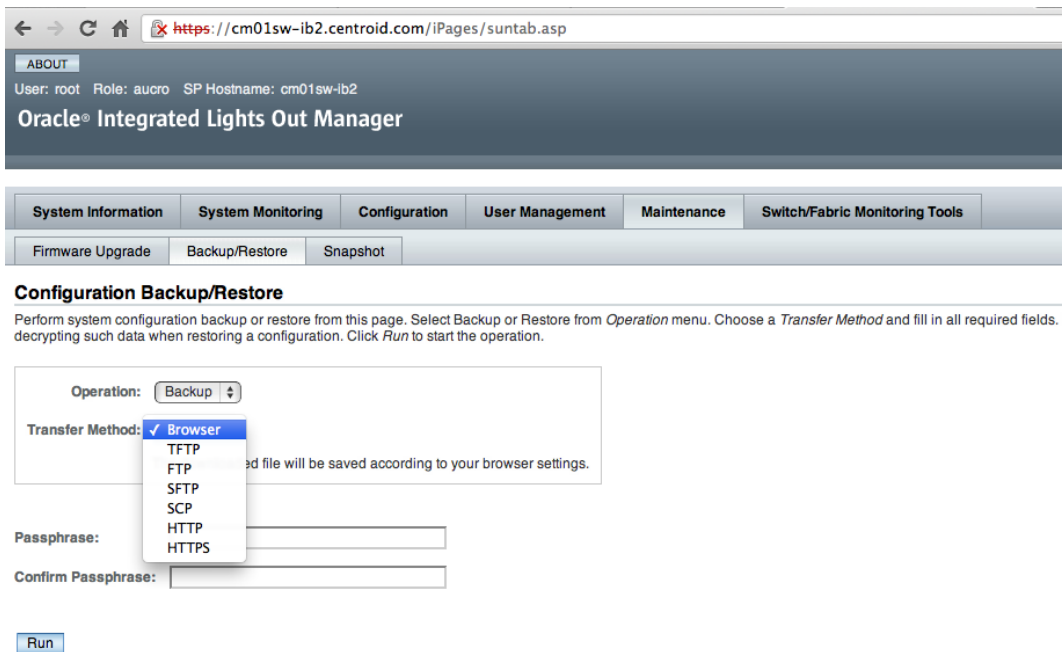 https://cm01sw-ib2.centroid.com/iPages/suntab.asp
ABOUT
User: root Role: aucro SP Hostname: cm01sw-ib2
Oracle® Integrated Lights Out Manager
System Information System Monitoring Configuration User Management Maintenance Switch/Fabric Monitoring Tools
Firmware Upgrade Backup/Restore Snapshot
Configuration Backup/Restore
Perform system configuration backup or restore from this page. Select Backup or Restore from Operation menu. Choose a Transfer Method and fill in all required fields.
decrypting such data when restoring a configuration. Click Run to start the operation.
Operation: Backup
Transfer Method: ✓ Browser
TFTP
ed file will be saved according to your browser settings.
FTP
SFTP
SCP
HTTP
Passphrase:
HTTPS
Confirm Passphrase:
Run